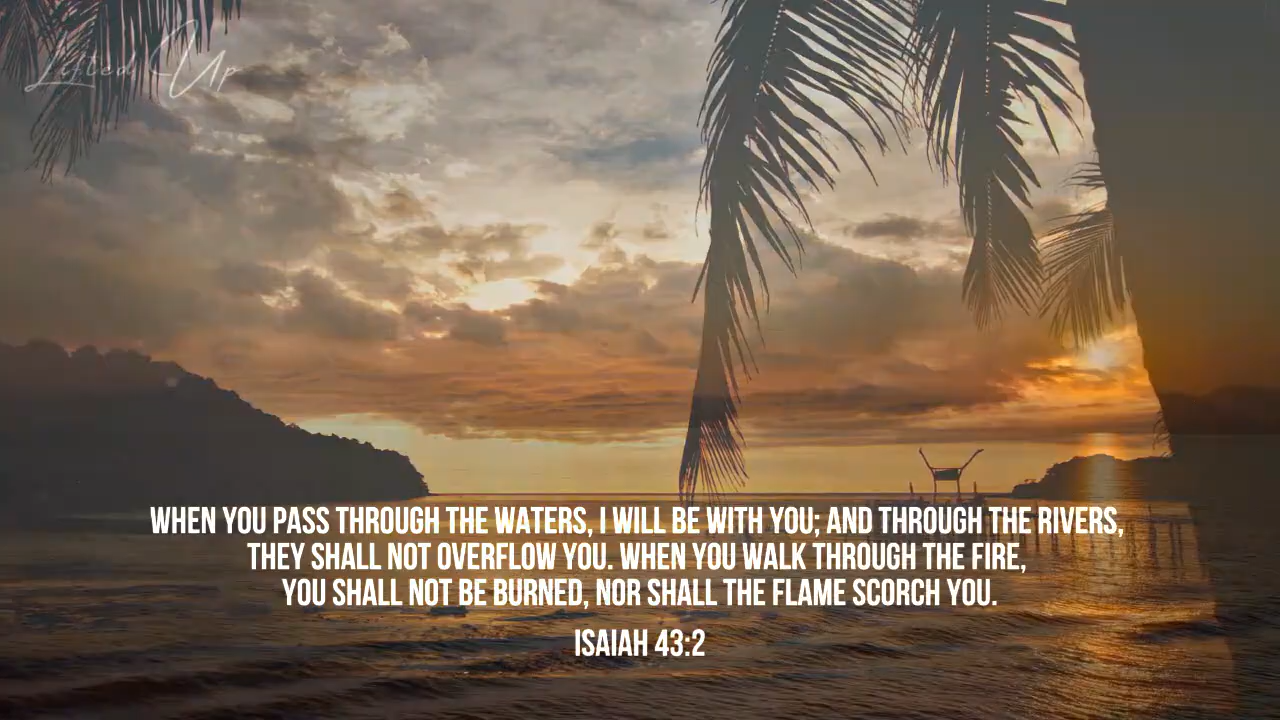 Lifted Up
WHEN YOU PASS THROUGH THE WATERS, I WILL BE WITH YOU; AND THROUGH THE RIVERS,
THEY SHALL NOT OVERFLOW YOU. WHEN YOU WALK THROUGH THE FIRE,
YOU SHALL NOT BE BURNED, NOR SHALL THE FLAME SCORCH YOU.
ISAIAH 43:2